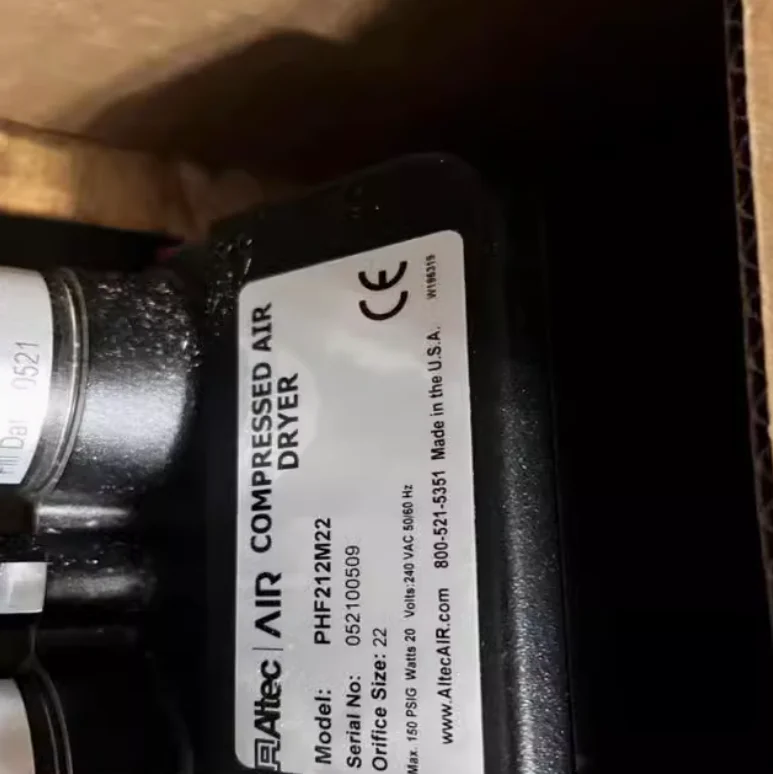 Altec AIR COMPRESSED AIR
DRYER
Model: PHF212M22
Serial No: 052100509
Orifice Size: 22
Max. 150 PSIG Watts 20 Volts:240 VAC 50/60 Hz
www.AltecAIR.com 800-521-5351 Made in the U.S.A.
CE
W196319
0521